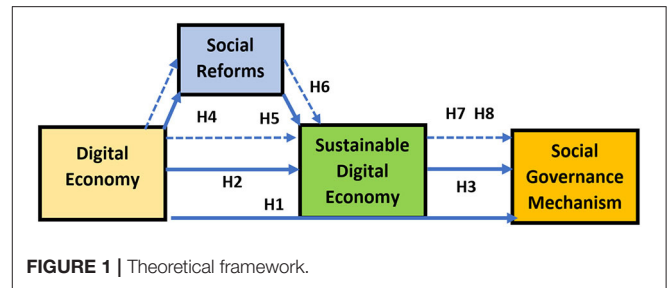 Social
Reforms
H6
H4
H5
H7 H8
Digital
Economy
Sustainable
Digital
Economy
Social
Governance
Mechanism
H2
H3
H1
FIGURE 1 | Theoretical framework.